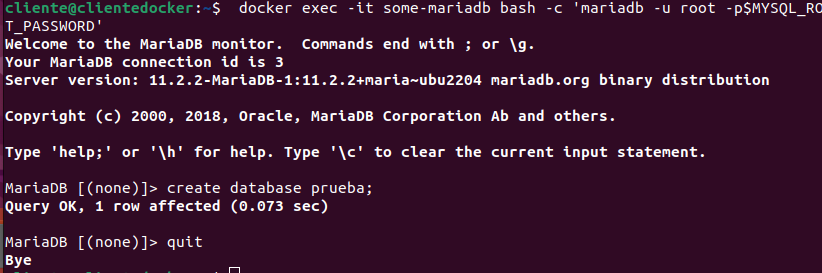 cliente@clientedocker:~$  docker exec -it some-mariadb bash -c 'mariadb -u root -p$MYSQL_RO
T_PASSWORD'
Welcome to the MariaDB monitor.  Commands end with ; or \g.
Your MariaDB connection id is 3
Server version: 11.2.2-MariaDB-1:11.2.2+maria~ubu2204 mariadb.org binary distribution
Copyright (c) 2000, 2018, Oracle, MariaDB Corporation Ab and others.
Type 'help;' or '\h' for help. Type '\c' to clear the current input statement.
MariaDB [(none)]> create database prueba;
Query OK, 1 row affected (0.073 sec)
MariaDB [(none)]> quit
Bye